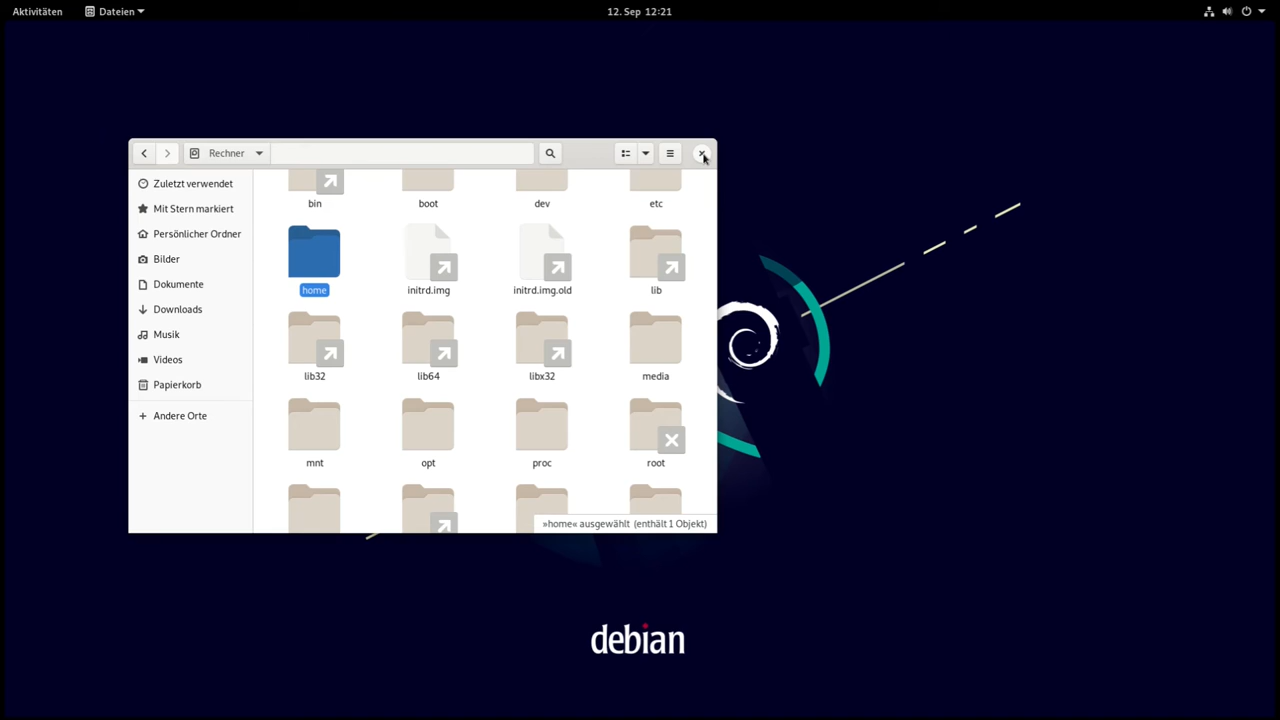 Aktivitäten Dateien 12. Sep 12:21
Rechner
Zuletzt verwendet
Mit Stern markiert
Persönlicher Ordner
Bilder
Dokumente
Downloads
Musik
Videos
Papierkorb
Andere Orte
bin boot dev etc
home initrd.img initrd.img.old lib
lib32 lib64 libx32 media
mnt opt proc root
»home« ausgewählt (enthält 1 Objekt)
debian